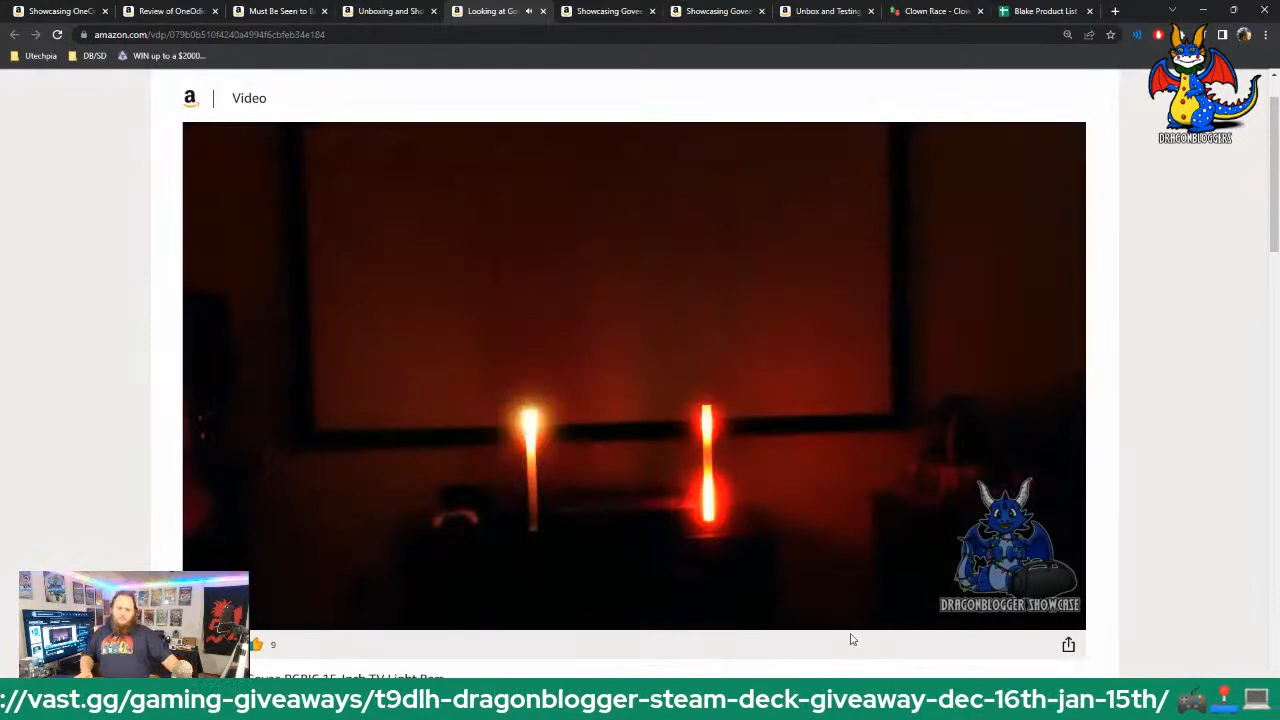 Showcasing OneOd
Review of OneOdio
Must Be Seen to B
Unboxing and Sho
Looking at Go
Showcasing Gove
Showcasing Gove
Unbox and Testing
Clown Race - Clow
Blake Product List
amazon.com/vdp/079b0b510f4240a4994f6cbfeb34e184
Utechpia
DB/SD
WIN up to a $2000...
DRAGONBLOGGERS
a | Video
DRAGONBLOGGER SHOWCASE
9
://vast.gg/gaming-giveaways/t9dlh-dragonblogger-steam-deck-giveaway-dec-16th-jan-15th/